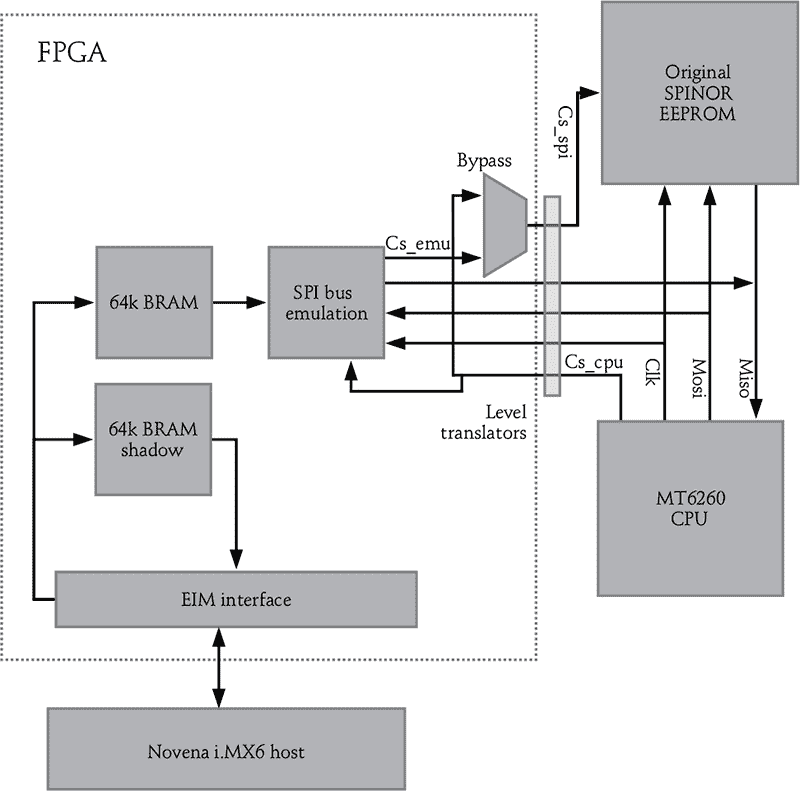 FPGA
Original
SPINOR
EEPROM
Cs_spi
Bypass
Cs_emu
64k BRAM
SPI bus
emulation
Cs_cpu
Clk
Mosi
Miso
64k BRAM
shadow
Level
translators
MT6260
CPU
EIM interface
Novena i.MX6 host